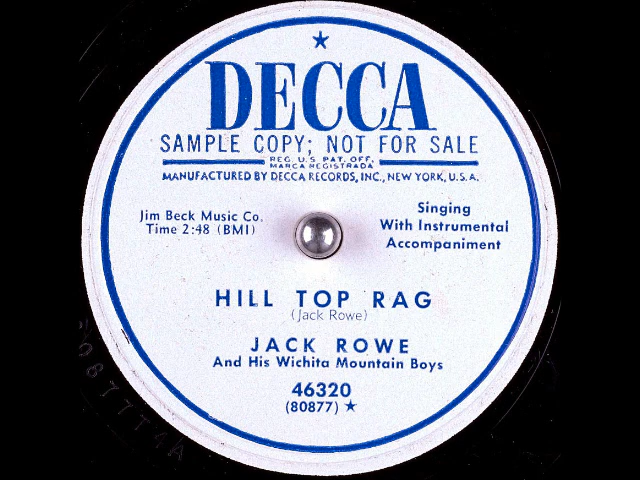 DECCA
SAMPLE COPY; NOT FOR SALE
REG. U.S. PAT. OFF.
MARCA REGISTRADA
MANUFACTURED BY DECCA RECORDS, INC., NEW YORK, U.S.A.
Jim Beck Music Co.
Time 2:48 (BMI)
Singing
With Instrumental
Accompaniment
HILL TOP RAG
(Jack Rowe)
JACK ROWE
And His Wichita Mountain Boys
46320
(80877) ★